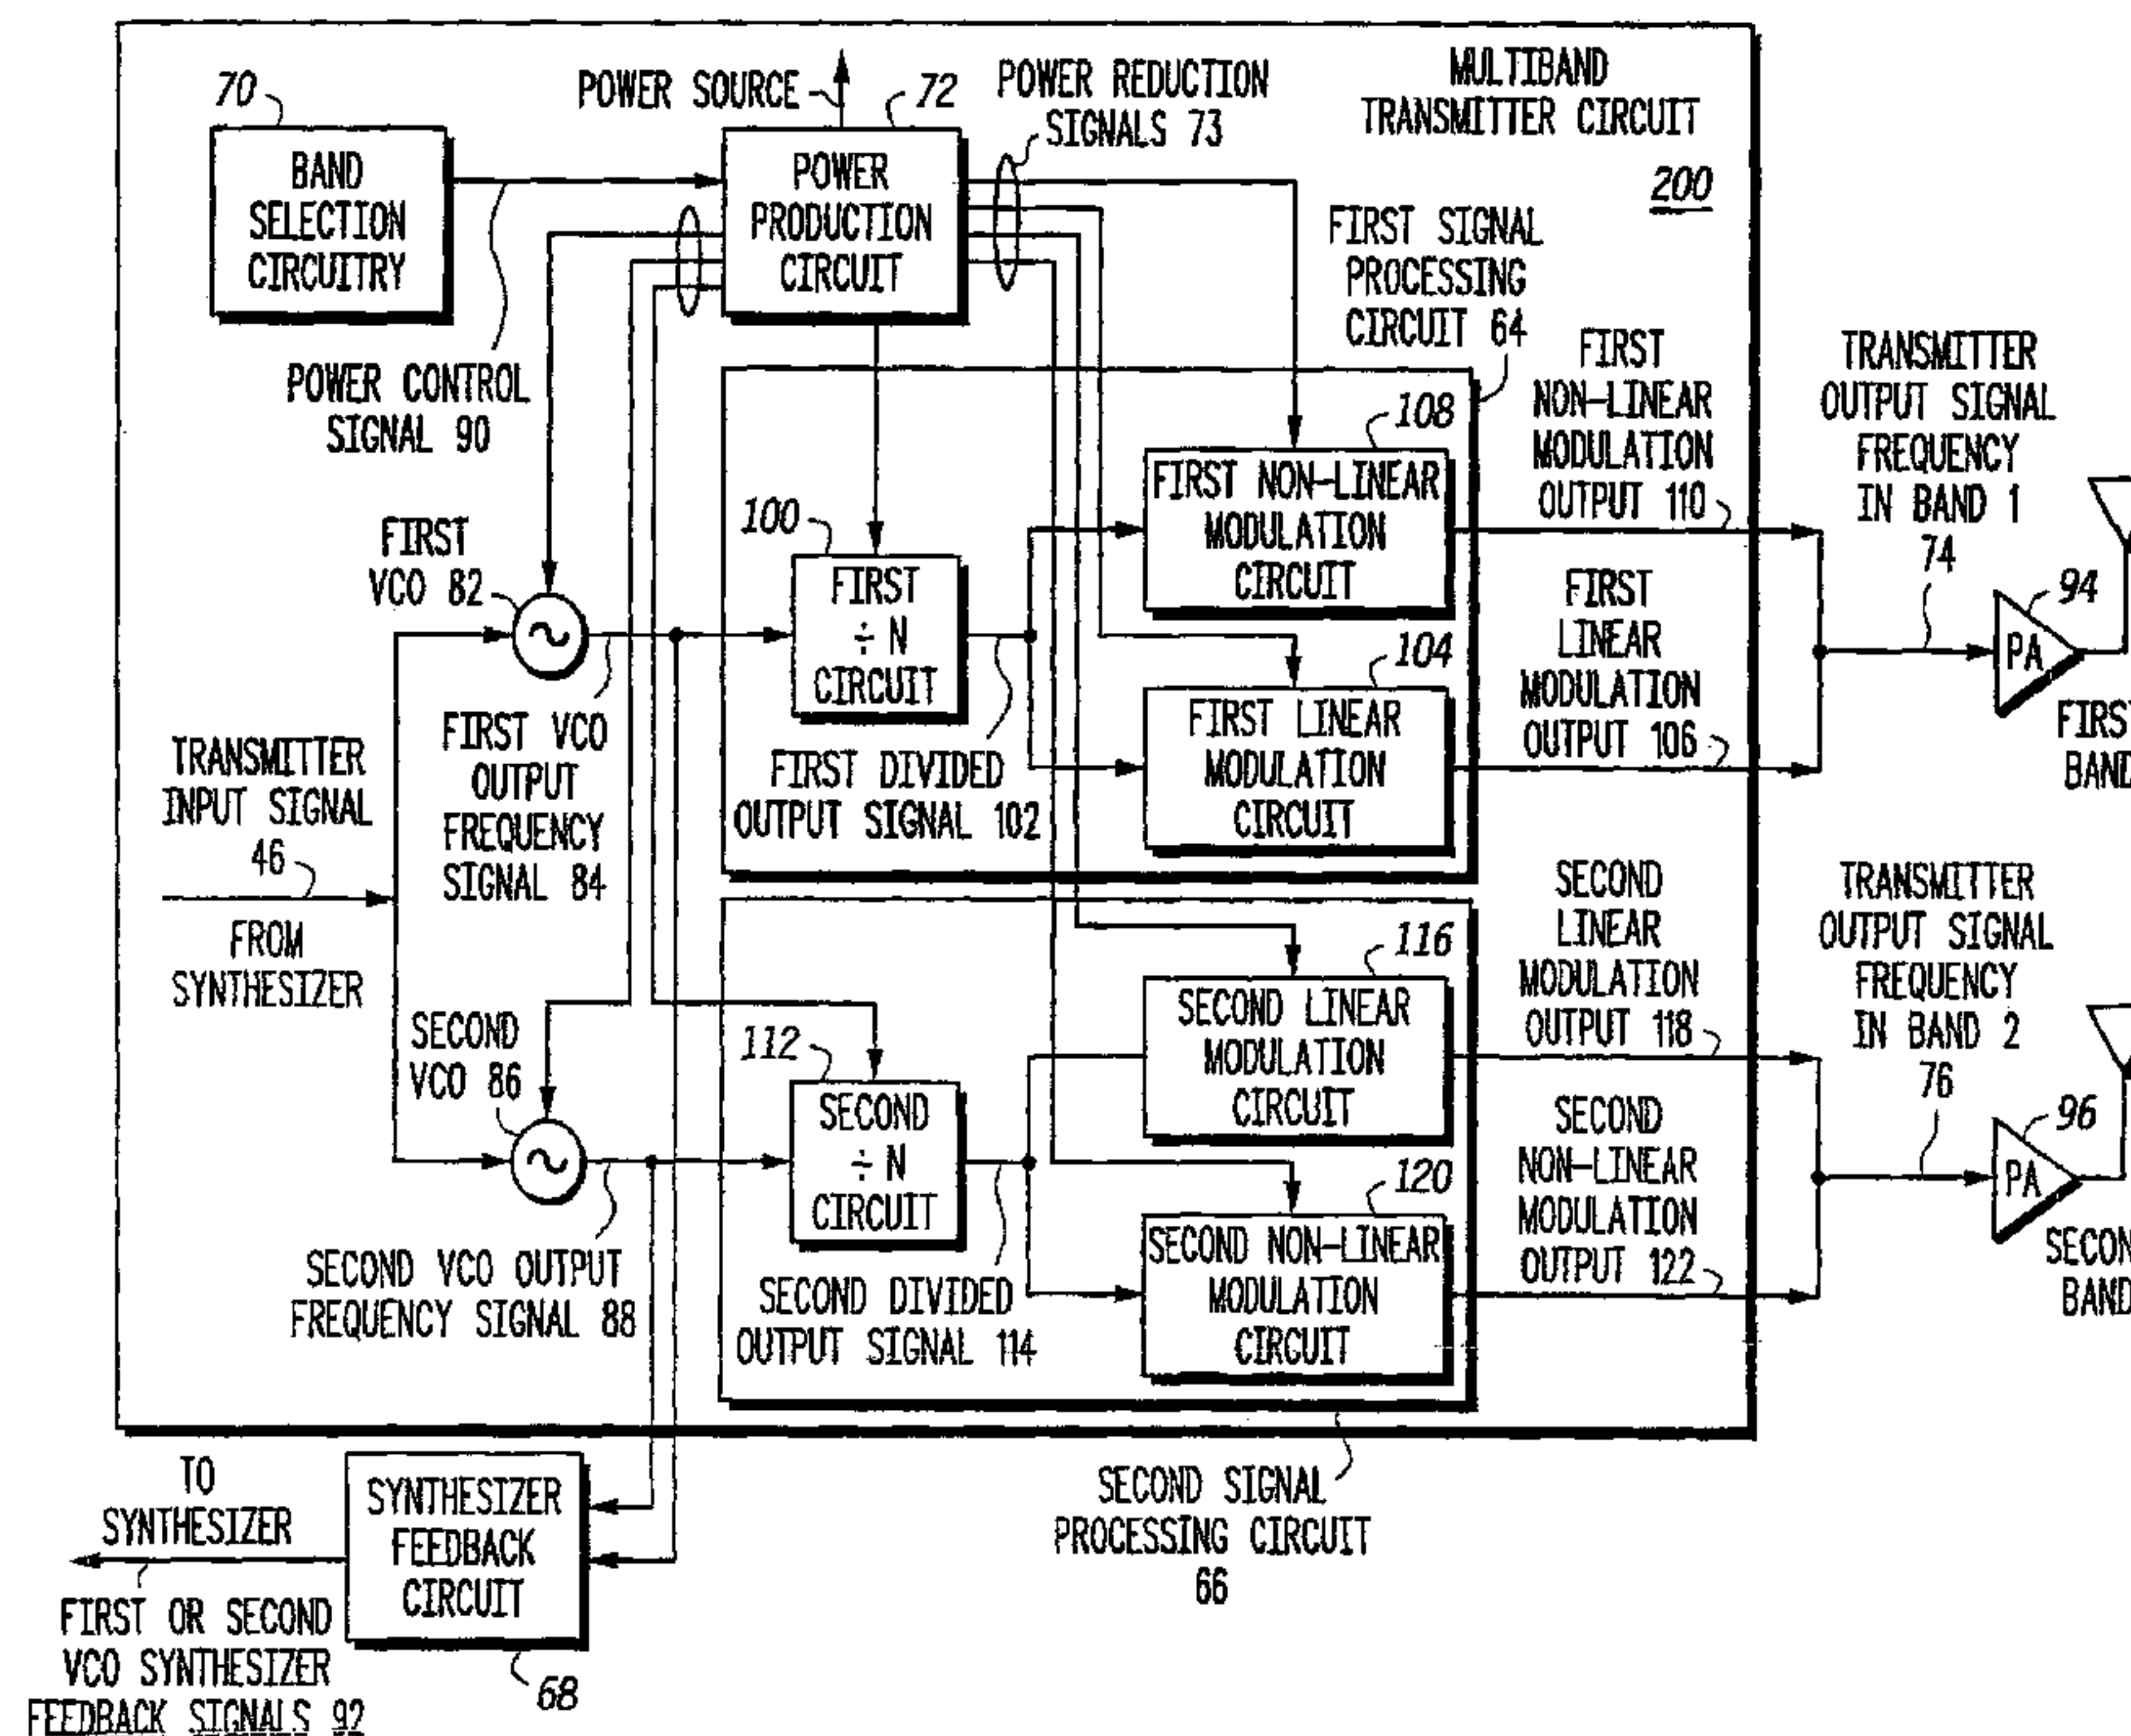 70
BAND
SELECTION
CIRCUITRY
POWER SOURCE
72
POWER
PRODUCTION
CIRCUIT
POWER REDUCTION
SIGNALS 73
MULTIBAND
TRANSMITTER CIRCUIT
200
POWER CONTROL
SIGNAL 90
FIRST SIGNAL
PROCESSING
CIRCUIT 64
FIRST
VCO 82
100
FIRST
÷ N
CIRCUIT
108
FIRST NON-LINEAR
MODULATION
CIRCUIT
FIRST
NON-LINEAR
MODULATION
OUTPUT 110
TRANSMITTER
OUTPUT SIGNAL
FREQUENCY
IN BAND 1
74
94
PA
FIRST VCO
OUTPUT
FREQUENCY
SIGNAL 84
FIRST DIVIDED
OUTPUT SIGNAL 102
104
FIRST LINEAR
MODULATION
CIRCUIT
FIRST
LINEAR
MODULATION
OUTPUT 106
FIRST
BAND
TRANSMITTER
INPUT SIGNAL
46
FROM
SYNTHESIZER
SECOND
VCO 86
112
SECOND
÷ N
CIRCUIT
116
SECOND LINEAR
MODULATION
CIRCUIT
SECOND
LINEAR
MODULATION
OUTPUT 118
TRANSMITTER
OUTPUT SIGNAL
FREQUENCY
IN BAND 2
76
96
PA
SECOND VCO OUTPUT
FREQUENCY SIGNAL 88
SECOND DIVIDED
OUTPUT SIGNAL 114
120
SECOND NON-LINEAR
MODULATION
CIRCUIT
SECOND
NON-LINEAR
MODULATION
OUTPUT 122
SECON
BAND
SECOND SIGNAL
PROCESSING CIRCUIT
66
TO
SYNTHESIZER
SYNTHESIZER
FEEDBACK
CIRCUIT
68
FIRST OR SECOND
VCO SYNTHESIZER
FEEDBACK SIGNALS 92